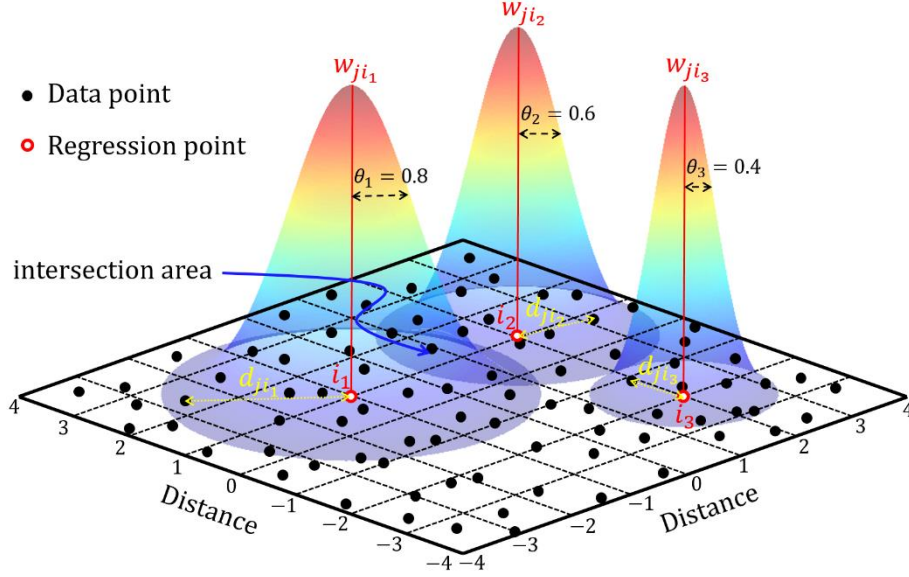 w_{ji_2}
w_{ji_1}
w_{ji_3}
Data point
Regression point
θ_2 = 0.6
θ_1 = 0.8
θ_3 = 0.4
intersection area
i_2
d_{ji_2}
d_{ji_1}
i_1
d_{ji_3}
i_3
4
3
2
1
0
−1
−2
−3
−4
Distance
−4
−3
−2
−1
0
1
2
3
4
Distance